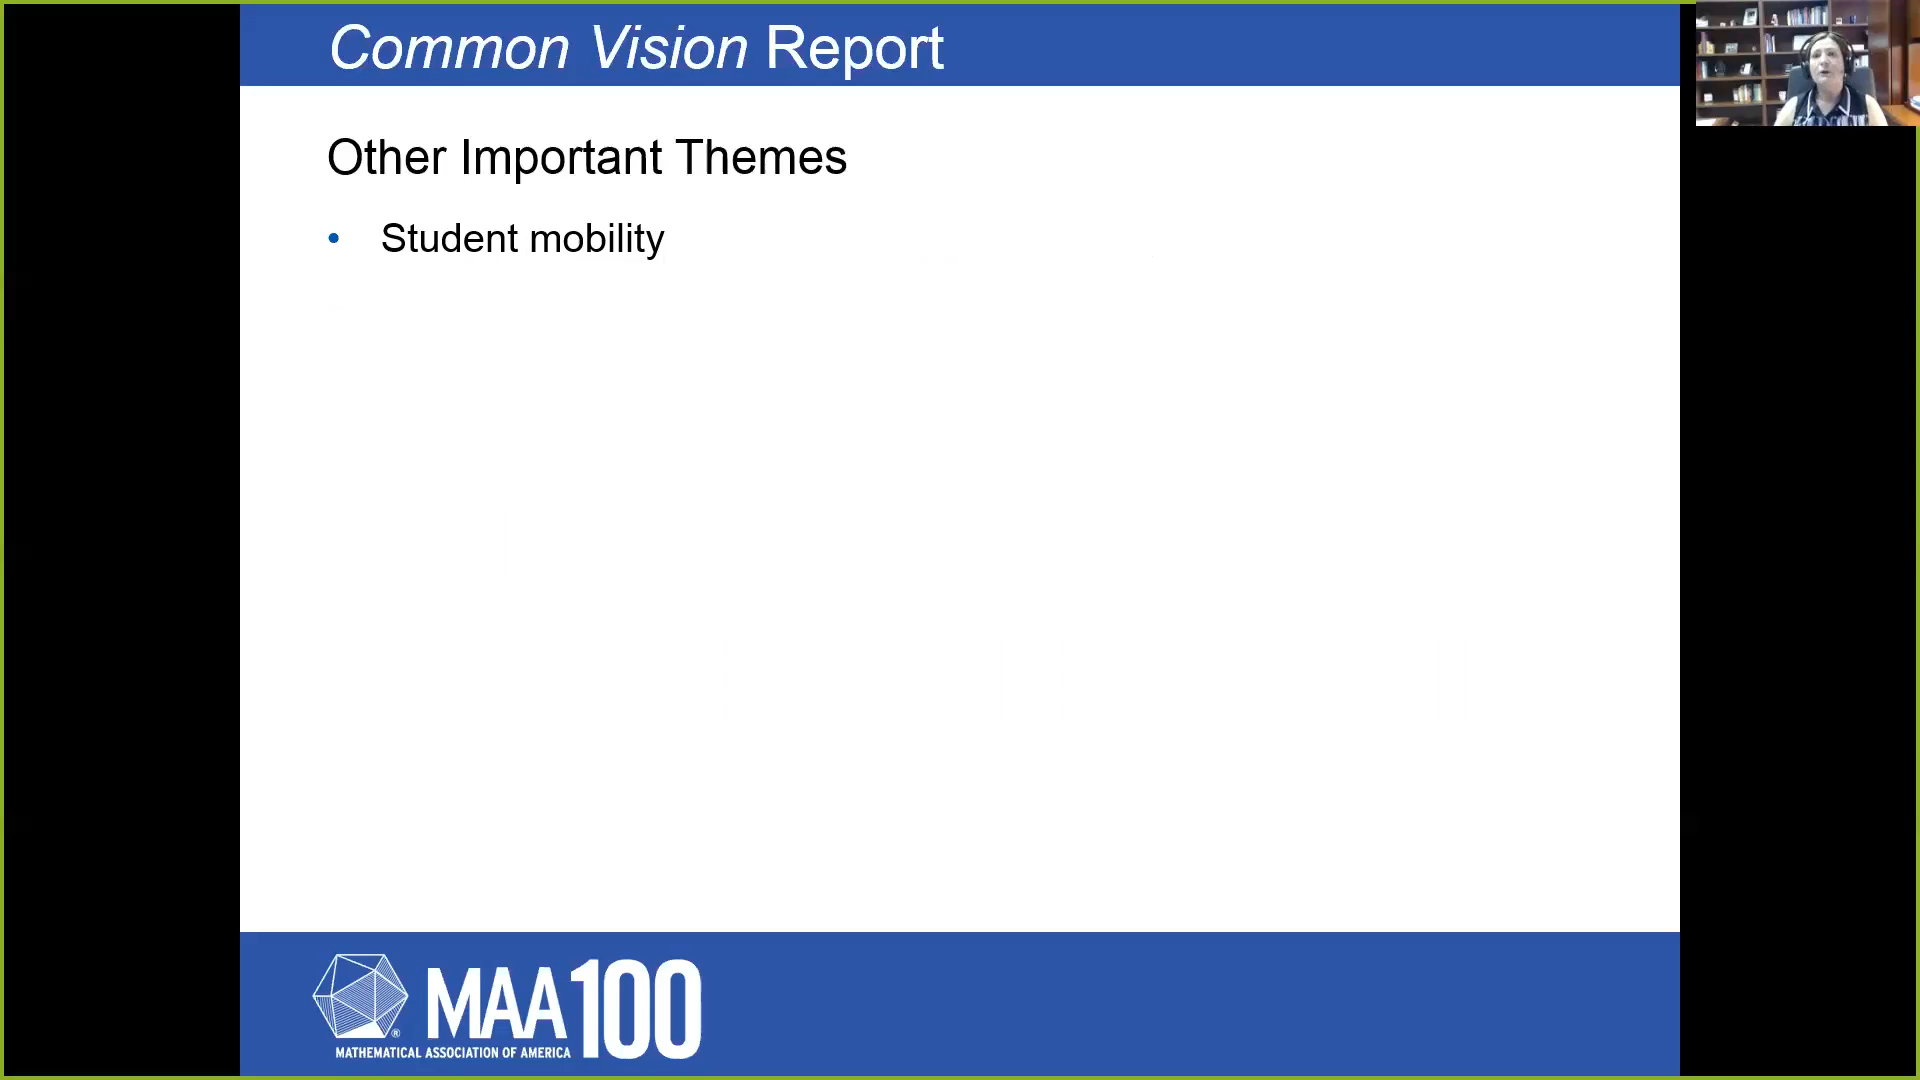 Common Vision Report
Other Important Themes
• Student mobility
MAA100
®
MATHEMATICAL ASSOCIATION OF AMERICA